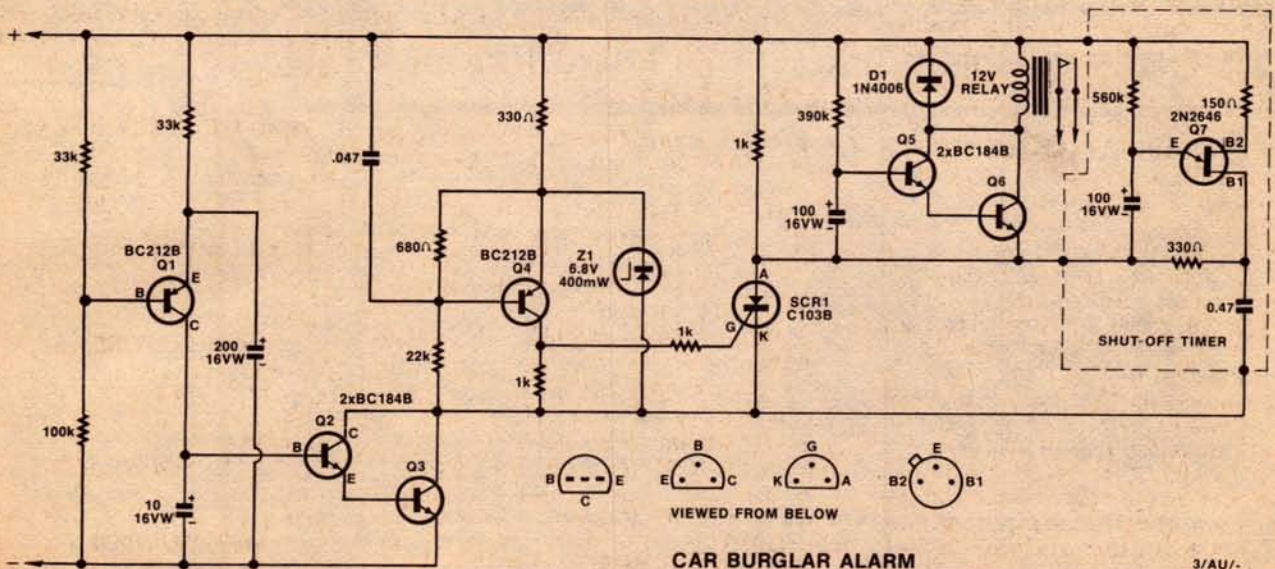 +
33k
33k
BC212B
Q1
E
B
C
200
16VW
+
-
100k
10
16VW
+
-
-
.047
330Ω
680Ω
BC212B
Q4
Z1
6.8V
400mW
22k
1k
1k
2xBC184B
Q2
B
C
E
Q3
1k
390k
100
16VW
+
-
D1
1N4006
12V
RELAY
Q5
2xBC184B
Q6
A
G
K
SCR1
C103B
560k
150Ω
2N2646
Q7
E
B2
B1
100
16VW
+
-
330Ω
0.47
SHUT-OFF TIMER
B E
C
B
E C
G
K A
E
B2 B1
VIEWED FROM BELOW
CAR BURGLAR ALARM
3/AU/-